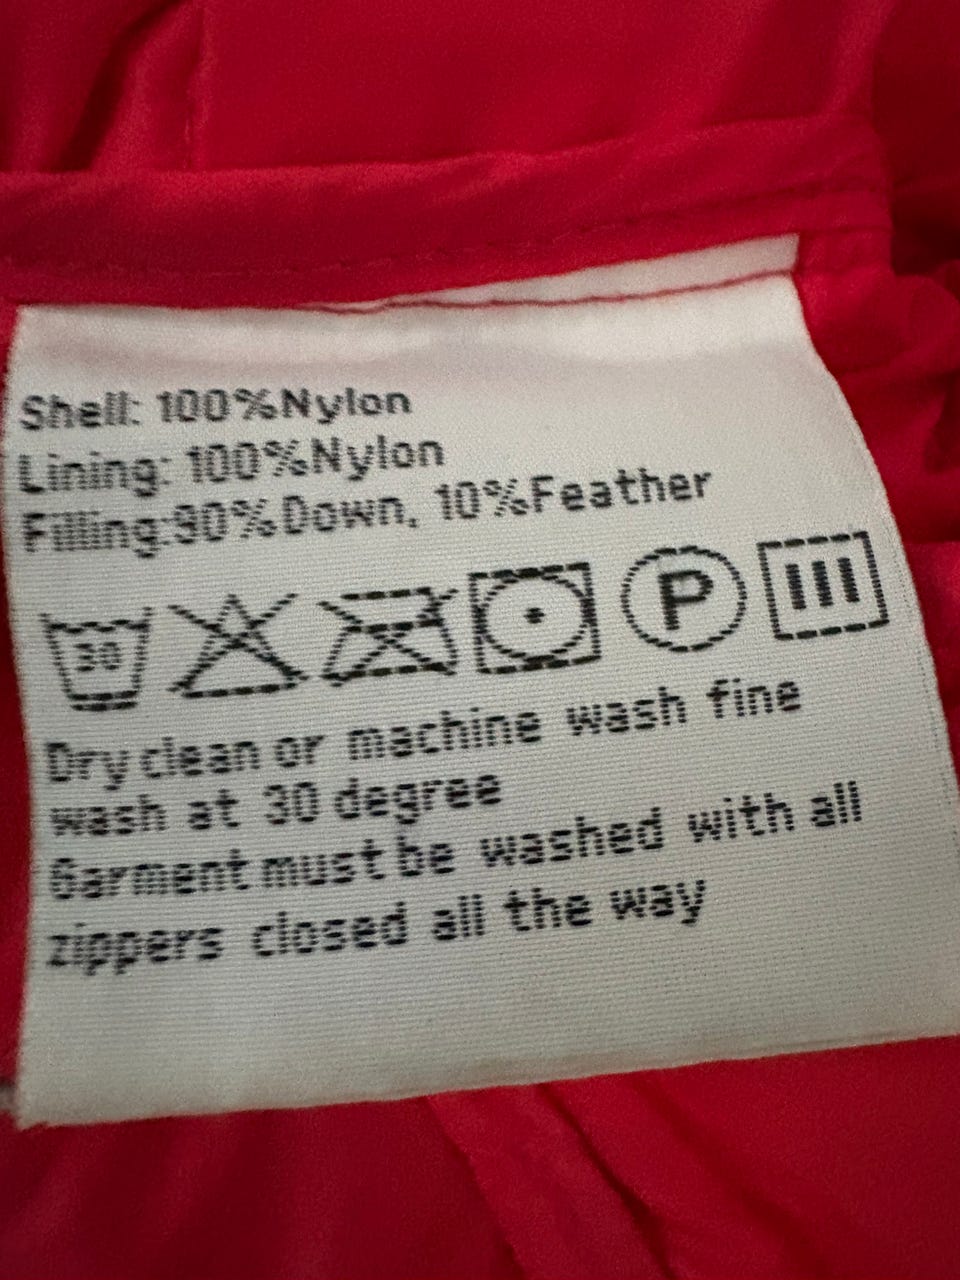 Shell: 100%Nylon
Lining: 100%Nylon
Filling:90%Down, 10%Feather
30 P
Dry clean or machine wash fine
wash at 30 degree
Garment must be washed with all
zippers closed all the way